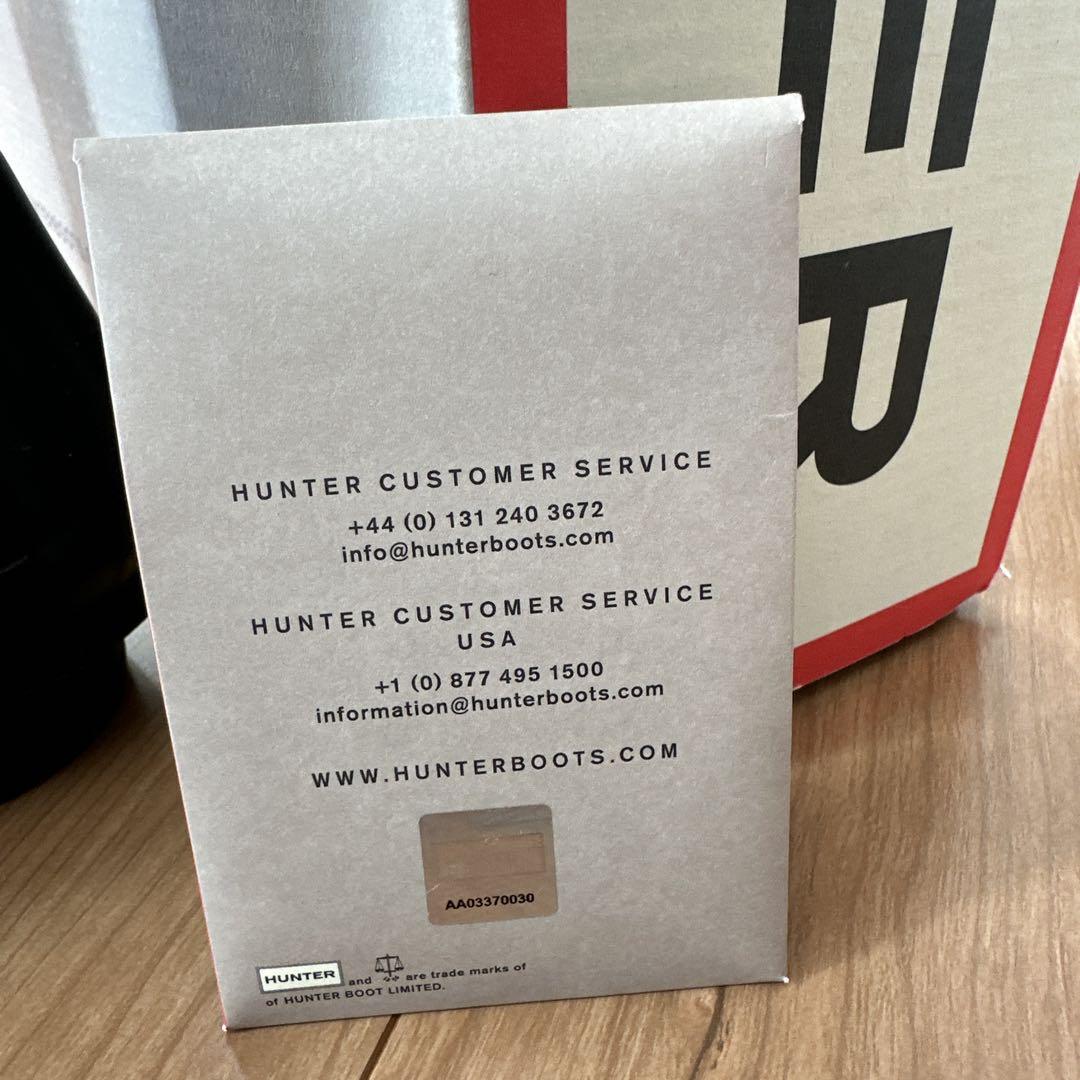 HUNTER CUSTOMER SERVICE
+44 (0) 131 240 3672
info@hunterboots.com
HUNTER CUSTOMER SERVICE
USA
+1 (0) 877 495 1500
information@hunterboots.com
WWW.HUNTERBOOTS.COM
AA03370030
HUNTER and are trade marks of
of HUNTER BOOT LIMITED.
ER